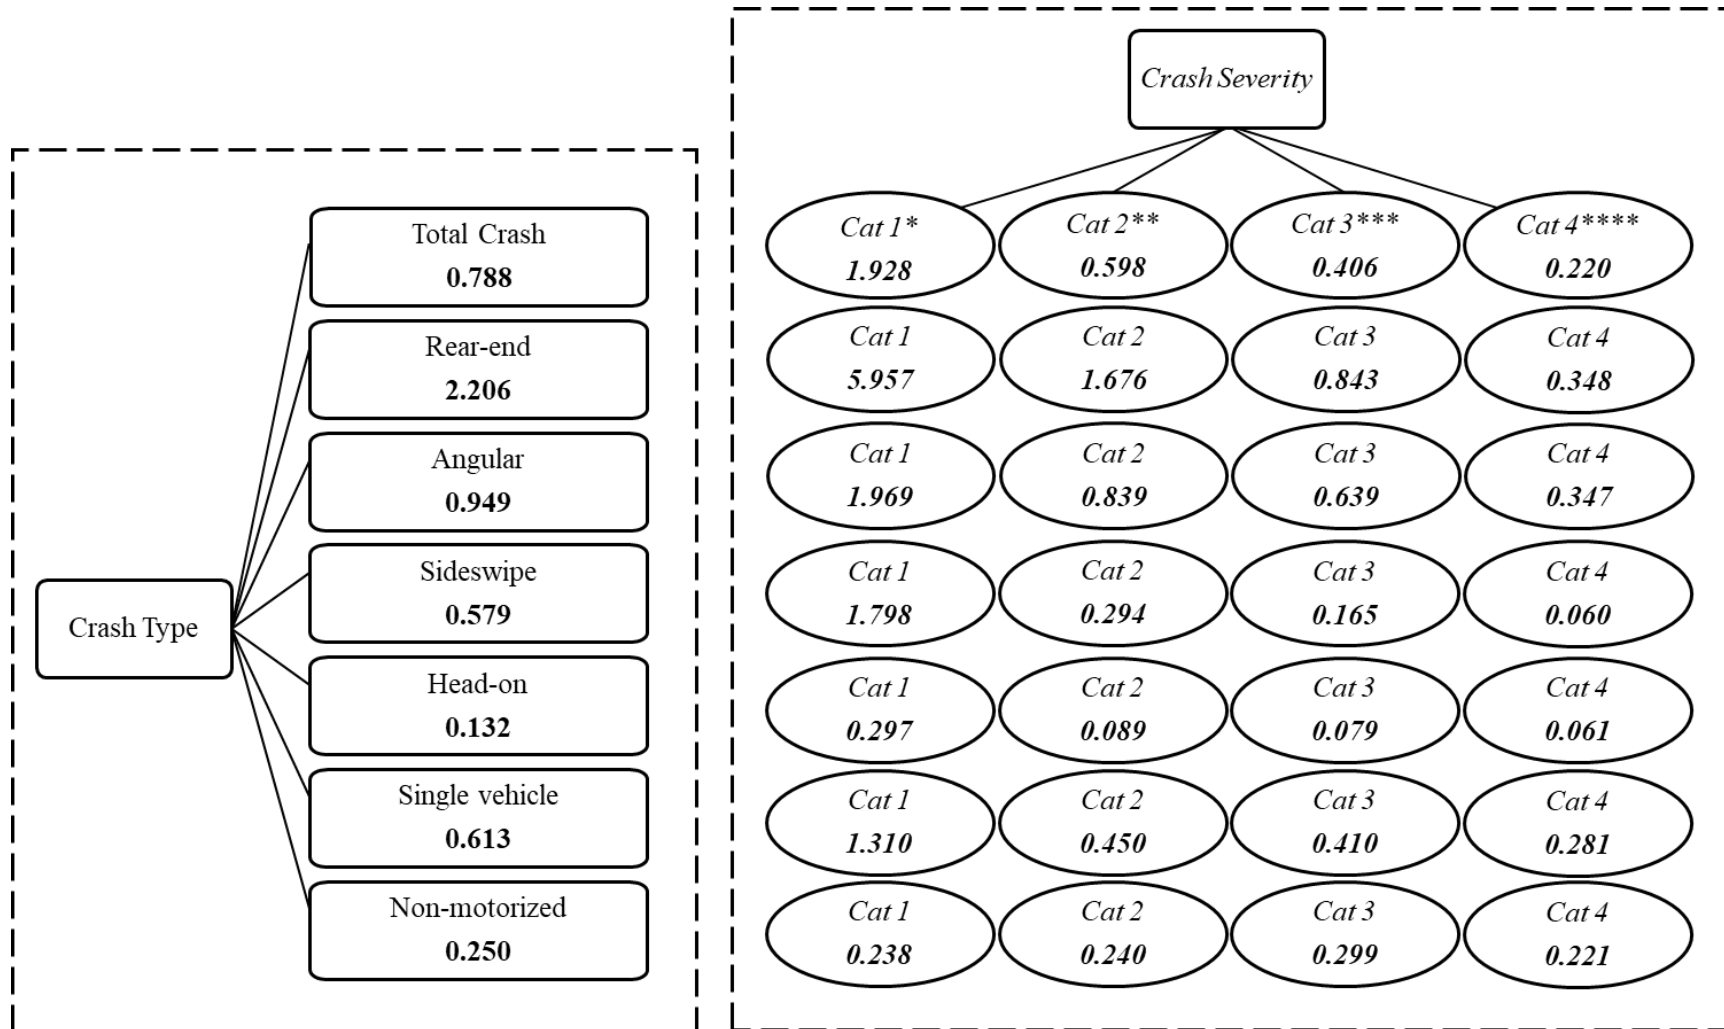 Crash Severity
Crash Type
Total Crash
0.788
Cat 1*
1.928
Cat 2**
0.598
Cat 3***
0.406
Cat 4****
0.220
Rear-end
2.206
Cat 1
5.957
Cat 2
1.676
Cat 3
0.843
Cat 4
0.348
Angular
0.949
Cat 1
1.969
Cat 2
0.839
Cat 3
0.639
Cat 4
0.347
Sideswipe
0.579
Cat 1
1.798
Cat 2
0.294
Cat 3
0.165
Cat 4
0.060
Head-on
0.132
Cat 1
0.297
Cat 2
0.089
Cat 3
0.079
Cat 4
0.061
Single vehicle
0.613
Cat 1
1.310
Cat 2
0.450
Cat 3
0.410
Cat 4
0.281
Non-motorized
0.250
Cat 1
0.238
Cat 2
0.240
Cat 3
0.299
Cat 4
0.221